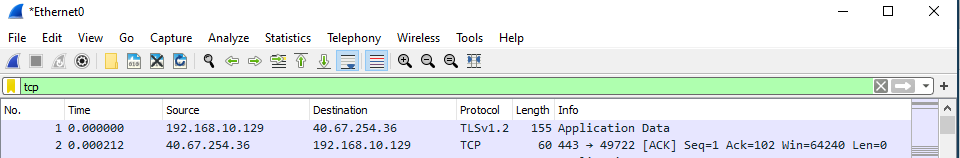 *Ethernet0
File Edit View Go Capture Analyze Statistics Telephony Wireless Tools Help
tcp
No. Time Source Destination Protocol Length Info
1 0.000000 192.168.10.129 40.67.254.36 TLSv1.2 155 Application Data
2 0.000212 40.67.254.36 192.168.10.129 TCP 60 443 → 49722 [ACK] Seq=1 Ack=102 Win=64240 Len=0